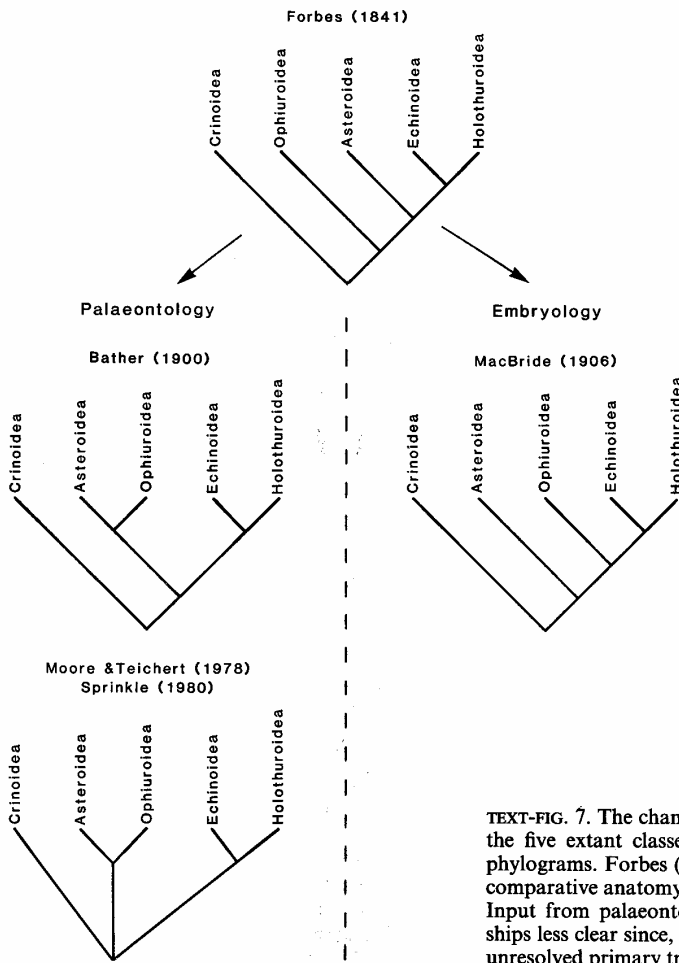 Forbes (1841)
Crinoidea
Ophiuroidea
Asteroidea
Echinoidea
Holothuroidea
Palaeontology
Embryology
Bather (1900)
Crinoidea
Asteroidea
Ophiuroidea
Echinoidea
Holothuroidea
MacBride (1906)
Crinoidea
Asteroidea
Ophiuroidea
Echinoidea
Holothuroidea
Moore &Teichert (1978)
Sprinkle (1980)
Crinoidea
Asteroidea
Ophiuroidea
Echinoidea
Holothuroidea
TEXT-FIG. 7. The chan
the five extant classe
phylograms. Forbes (
comparative anatomy
Input from palaeonto
ships less clear since,
unresolved primary tr